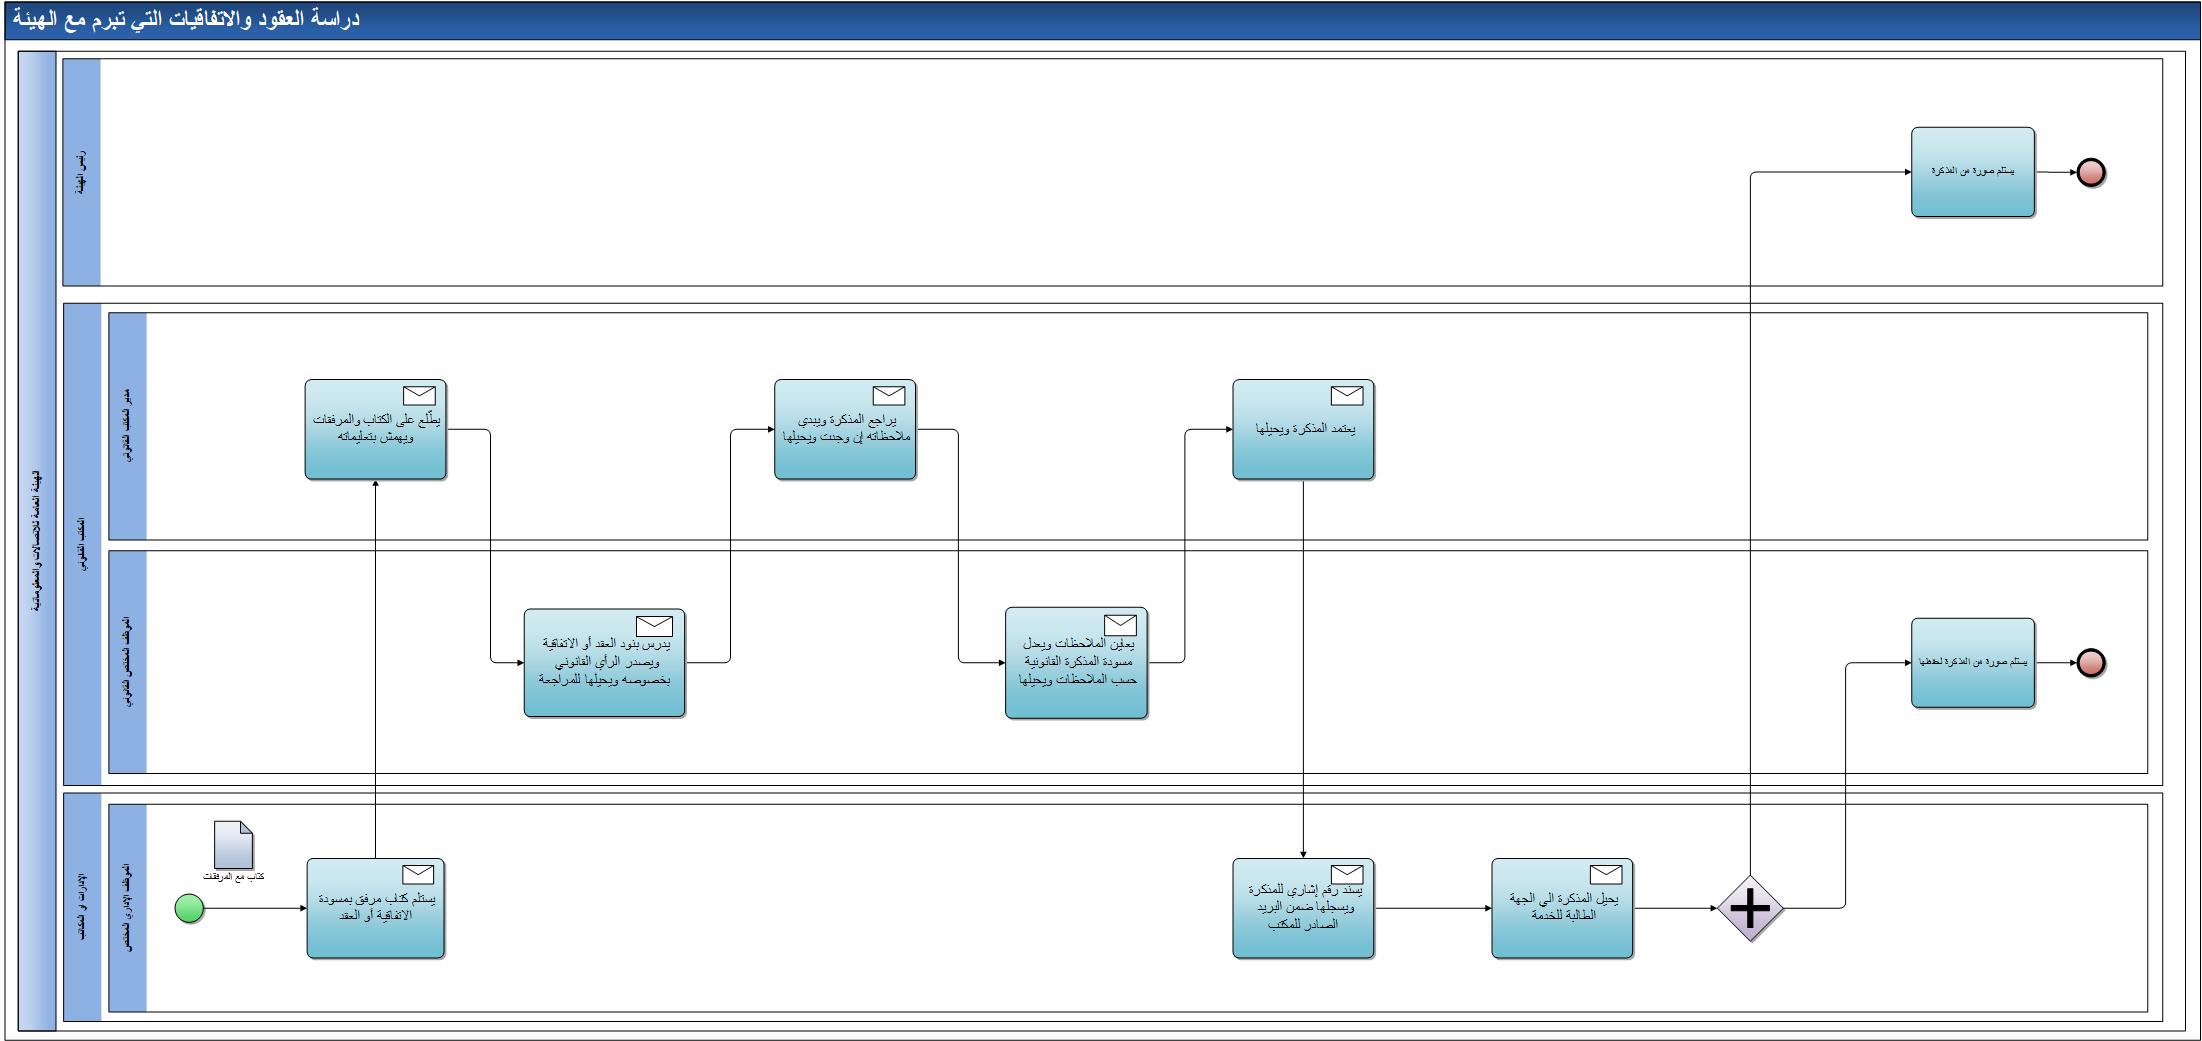 دراسة العقود والاتفاقيات التي تبرم مع الهيئة
الهيئة العامة للاتصالات والمعلوماتية
رئيس الهيئة
يستلم صورة من المذكرة
المكتب القانوني
مدير المكتب القانوني
يطّلع على الكتاب والمرفقات
ويهمش بتعليماته
يراجع المذكرة ويبدي
ملاحظاته إن وجدت ويحيلها
يعتمد المذكرة ويحيلها
الموظف المختص القانوني
يدرس بنود العقد أو الاتفاقية
ويصدر الرأي القانوني
بخصوصه ويحيلها للمراجعة
يعاين الملاحظات ويعدل
مسودة المذكرة القانونية
حسب الملاحظات ويحيلها
يستلم صورة من المذكرة لحفظها
الإدارات او المكاتب
الموظف الإداري المختص
كتاب مع المرفقات
يستلم كتاب مرفق بمسودة
الاتفاقية أو العقد
يسند رقم إشاري للمذكرة
ويسجلها ضمن البريد
الصادر للمكتب
يحيل المذكرة الي الجهة
الطالبة للخدمة